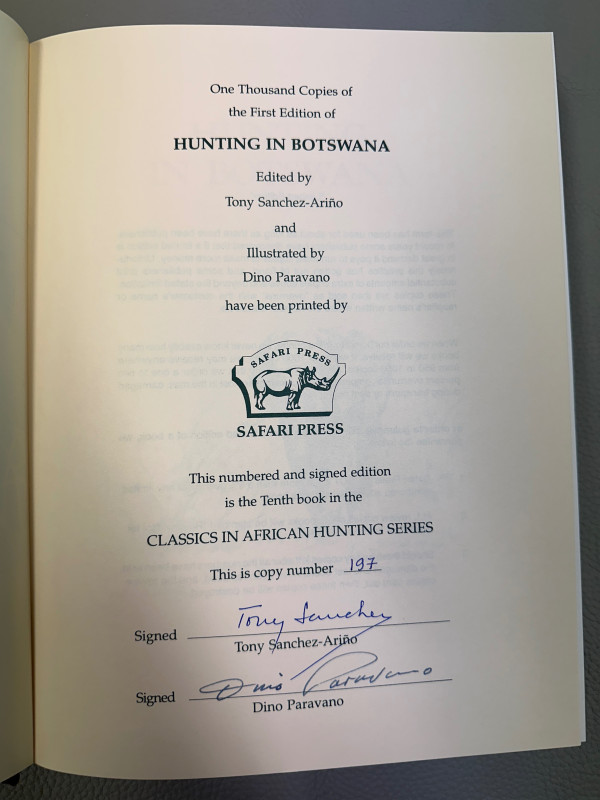 One Thousand Copies of
the First Edition of
HUNTING IN BOTSWANA
Edited by
Tony Sanchez-Ariño
and
Illustrated by
Dino Paravano
have been printed by
SAFARI PRESS
SAFARI PRESS
This numbered and signed edition
is the Tenth book in the
CLASSICS IN AFRICAN HUNTING SERIES
This is copy number 197
Tony Sanchez
Signed
Tony Sanchez-Ariño
Dino Paravano
Signed
Dino Paravano